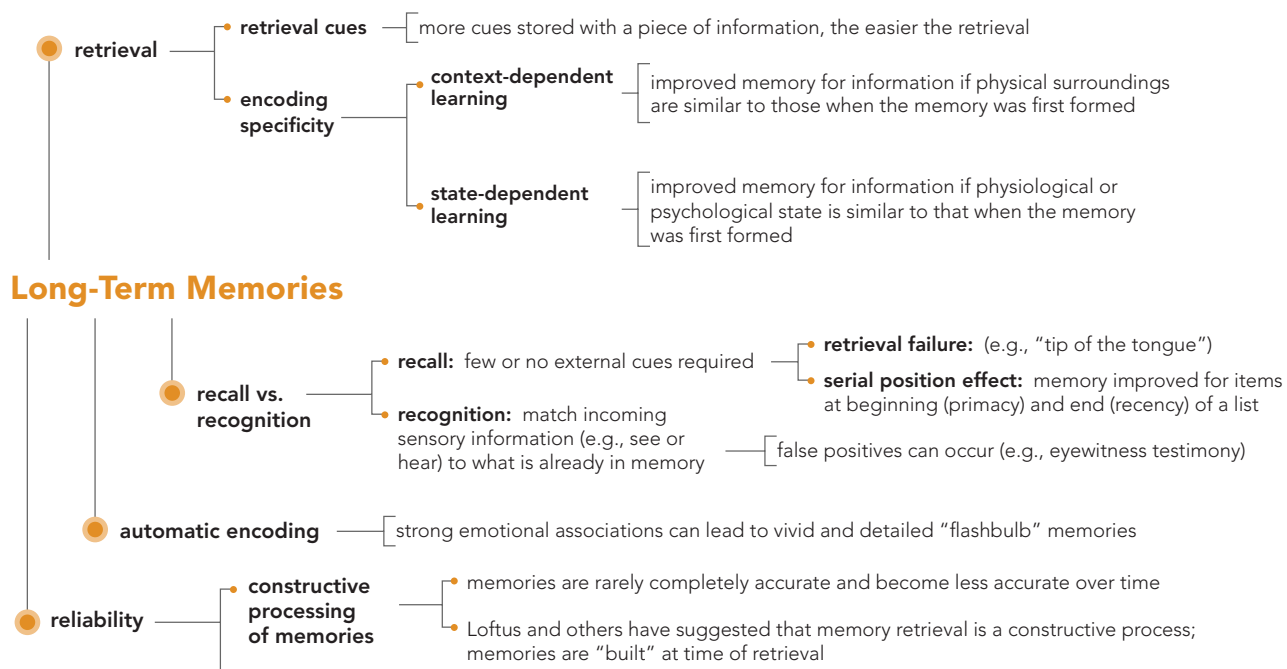 retrieval
retrieval cues
more cues stored with a piece of information, the easier the retrieval
encoding
specificity
context-dependent
learning
improved memory for information if physical surroundings
are similar to those when the memory was first formed
state-dependent
learning
improved memory for information if physiological or
psychological state is similar to that when the memory
was first formed
Long-Term Memories
recall vs.
recognition
recall: few or no external cues required
retrieval failure: (e.g., “tip of the tongue”)
serial position effect: memory improved for items
at beginning (primacy) and end (recency) of a list
recognition: match incoming
sensory information (e.g., see or
hear) to what is already in memory
false positives can occur (e.g., eyewitness testimony)
automatic encoding
strong emotional associations can lead to vivid and detailed “flashbulb” memories
reliability
constructive
processing
of memories
memories are rarely completely accurate and become less accurate over time
Loftus and others have suggested that memory retrieval is a constructive process;
memories are “built” at time of retrieval